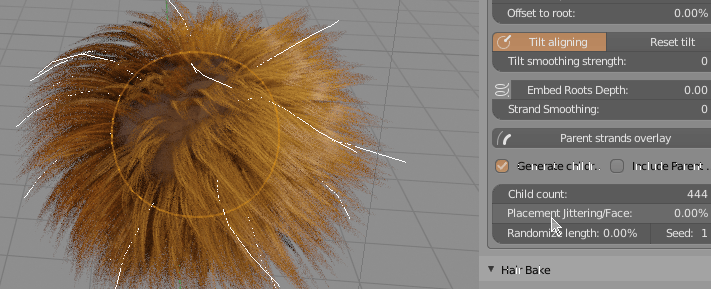 Offset to root: 0.00%
Tilt aligning Reset tilt
Tilt smoothing strength: 0
Embed Roots Depth: 0.00
Strand Smoothing: 0
Parent strands overlay
Generate Include Parent
Child count: 444
Placement Jittering/Face: 0.00%
Randomize length: 0.00% Seed: 1
Hair Bake